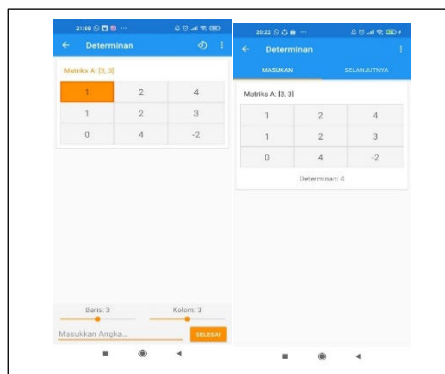 21:09
Determinan
Matriks A: [3, 3]
1 2 4
1 2 3
0 4 -2
Baris: 3 Kolom: 3
Masukkan Angka... SELESAI
20:22
Determinan
MASUKAN SELANJUTNYA
Matriks A: [3, 3]
1 2 4
1 2 3
0 4 -2
Determinan: 4